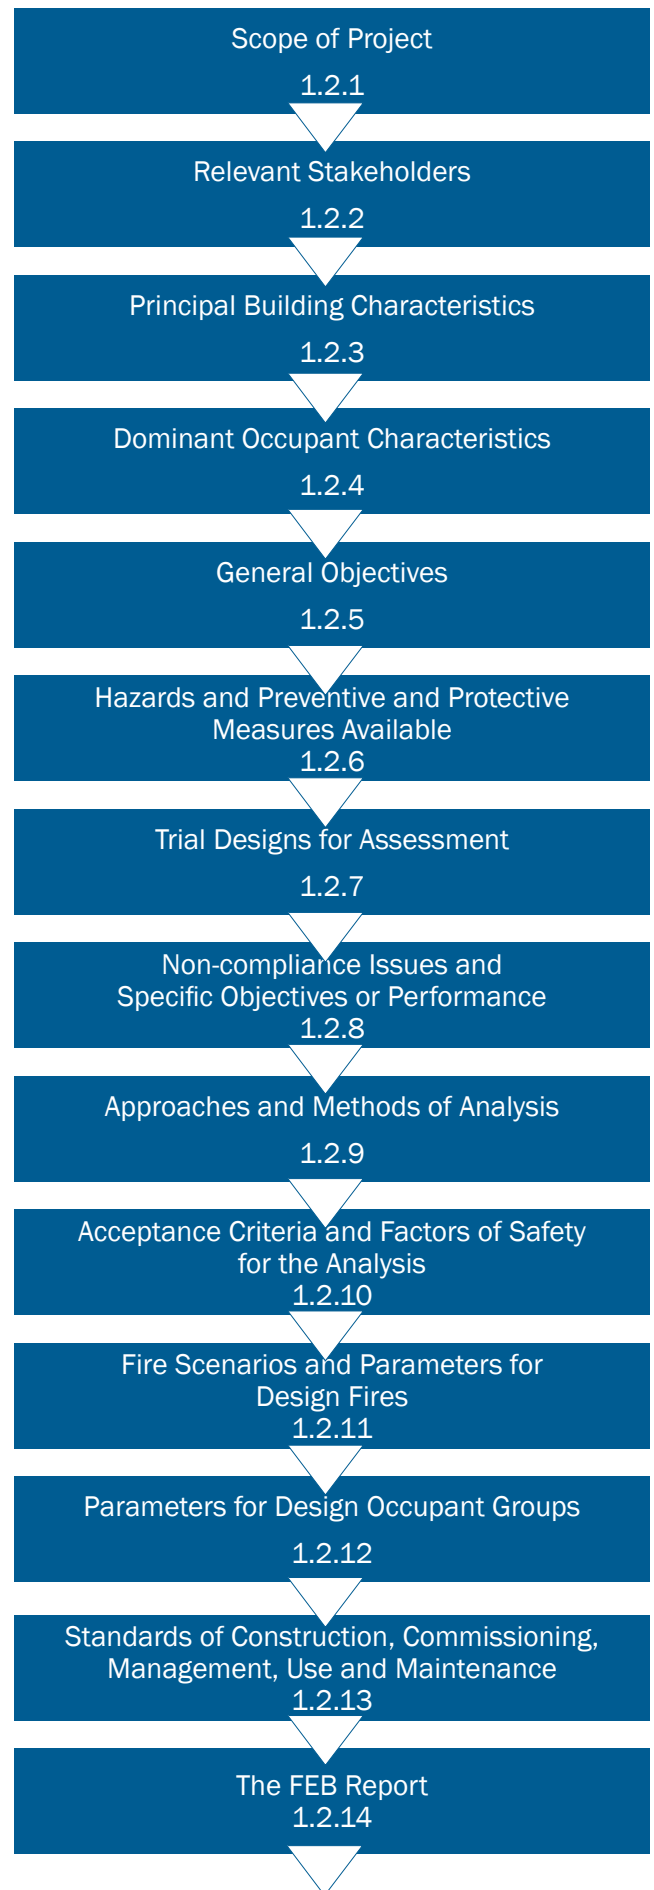 Scope of Project
1.2.1
Relevant Stakeholders
1.2.2
Principal Building Characteristics
1.2.3
Dominant Occupant Characteristics
1.2.4
General Objectives
1.2.5
Hazards and Preventive and Protective
Measures Available
1.2.6
Trial Designs for Assessment
1.2.7
Non-compliance Issues and
Specific Objectives or Performance
1.2.8
Approaches and Methods of Analysis
1.2.9
Acceptance Criteria and Factors of Safety
for the Analysis
1.2.10
Fire Scenarios and Parameters for
Design Fires
1.2.11
Parameters for Design Occupant Groups
1.2.12
Standards of Construction, Commissioning,
Management, Use and Maintenance
1.2.13
The FEB Report
1.2.14